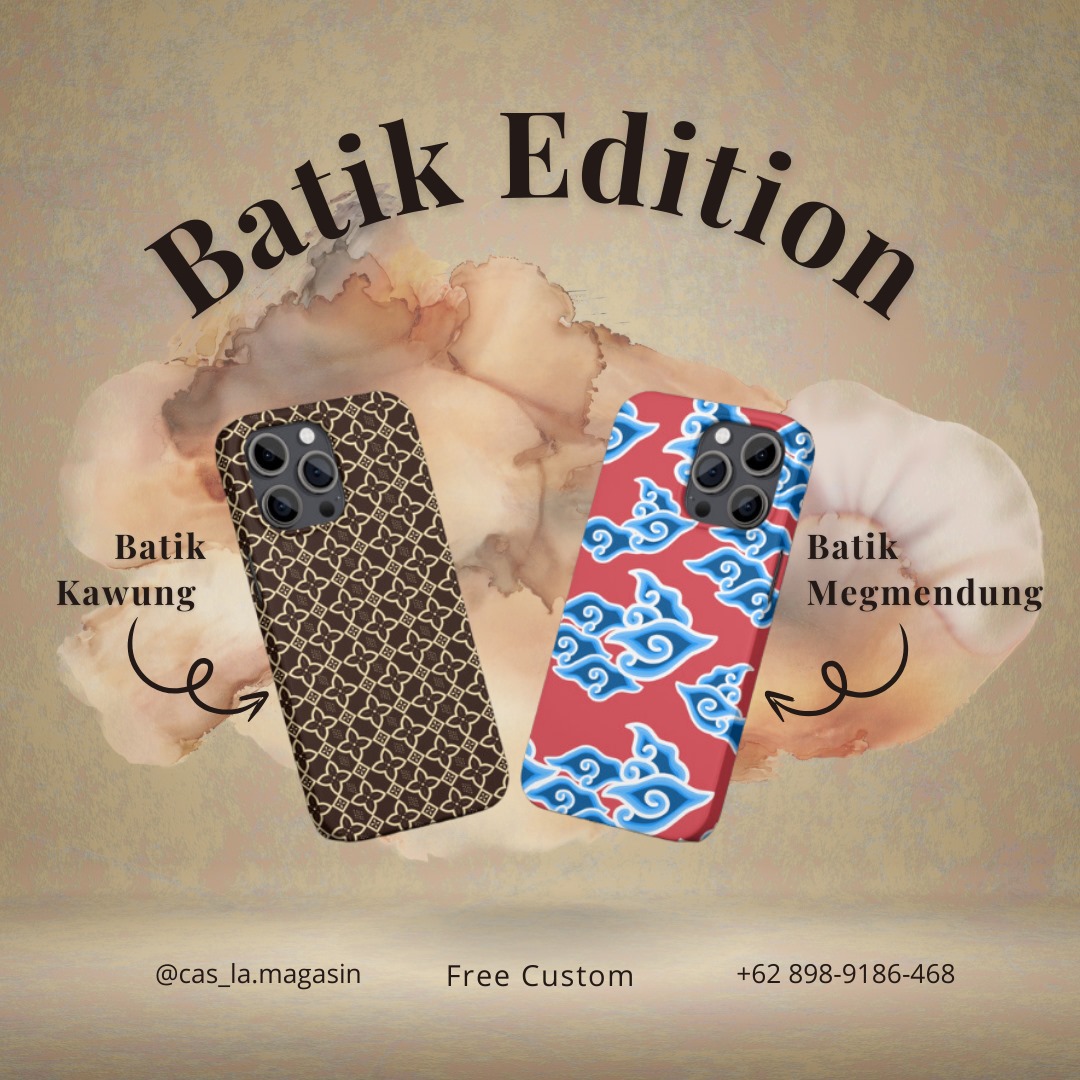 Batik Edition
Batik
Kawung
Batik
Megmendung
@cas_la.magasin
Free Custom
+62 898-9186-468